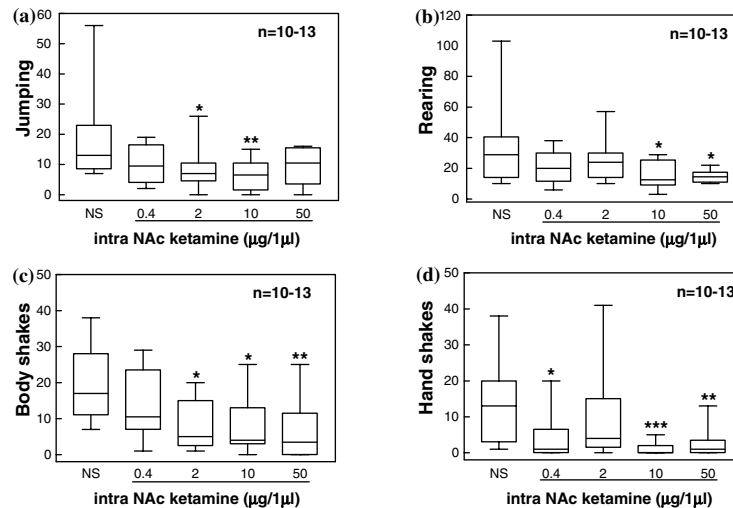 (a)
n=10-13
60
50
40
30
20
10
0
Jumping
*
**
NS 0.4 2 10 50
intra NAc ketamine (μg/1μl)
(b)
n=10-13
120
100
80
60
40
20
0
Rearing
*
*
NS 0.4 2 10 50
intra NAc ketamine (μg/1μl)
(c)
n=10-13
50
40
30
20
10
0
Body shakes
*
*
**
NS 0.4 2 10 50
intra NAc ketamine (μg/1μl)
(d)
n=10-13
50
40
30
20
10
0
Hand shakes
*
***
**
NS 0.4 2 10 50
intra NAc ketamine (μg/1μl)